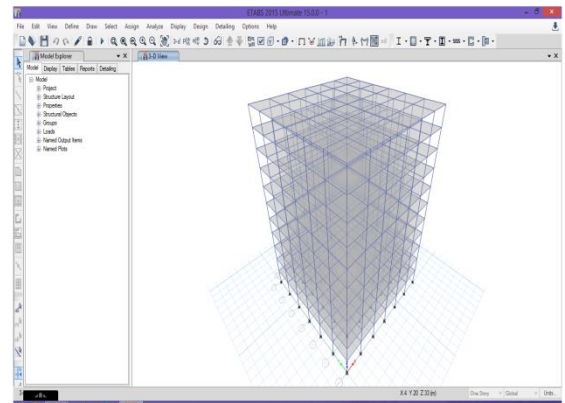 ETABS 2015 Ultimate 15.0.0 - 1
File Edit View Define Draw Select Assign Analyze Display Design Detailing Options Help
Model Explorer
3-D View
Model Display Tables Reports Detailing
Model
Project
Structure Layout
Properties
Structural Objects
Groups
Loads
Named Output Items
Named Plots
X 4 Y 20 Z 33 (m)
One Story
Global
Units...